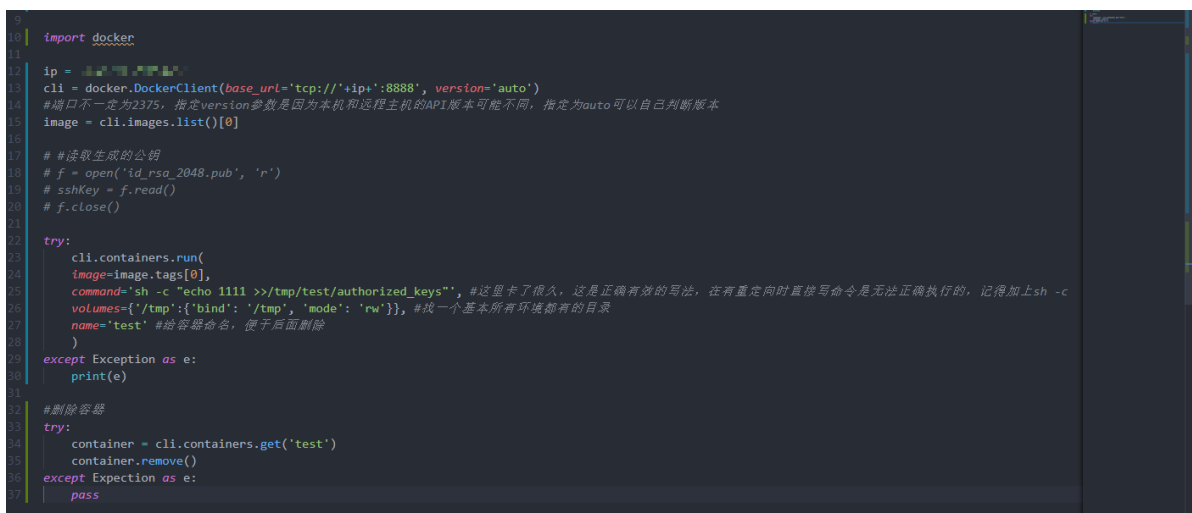 9
10 import docker
11
12 ip =
13 cli = docker.DockerClient(base_url='tcp://'+ip+':8888', version='auto')
14 #端口不一定为2375，指定version参数是因为本机和远程主机的API版本可能不同，指定为auto可以自己判断版本
15 image = cli.images.list()[0]
16
17 # #读取生成的公钥
18 # f = open('id_rsa_2048.pub', 'r')
19 # sshKey = f.read()
20 # f.close()
21
22 try:
23 cli.containers.run(
24 image=image.tags[0],
25 command='sh -c "echo 1111 >>/tmp/test/authorized_keys"', #这里卡了很久，这是正确有效的写法，在有重定向时直接写命令是无法正确执行的，记得加上sh -c
26 volumes={'/tmp':{'bind': '/tmp', 'mode': 'rw'}}, #找一个基本所有环境都有的目录
27 name='test' #给容器命名，便于后面删除
28 )
29 except Exception as e:
30 print(e)
31
32 #删除容器
33 try:
34 container = cli.containers.get('test')
35 container.remove()
36 except Expection as e:
37 pass